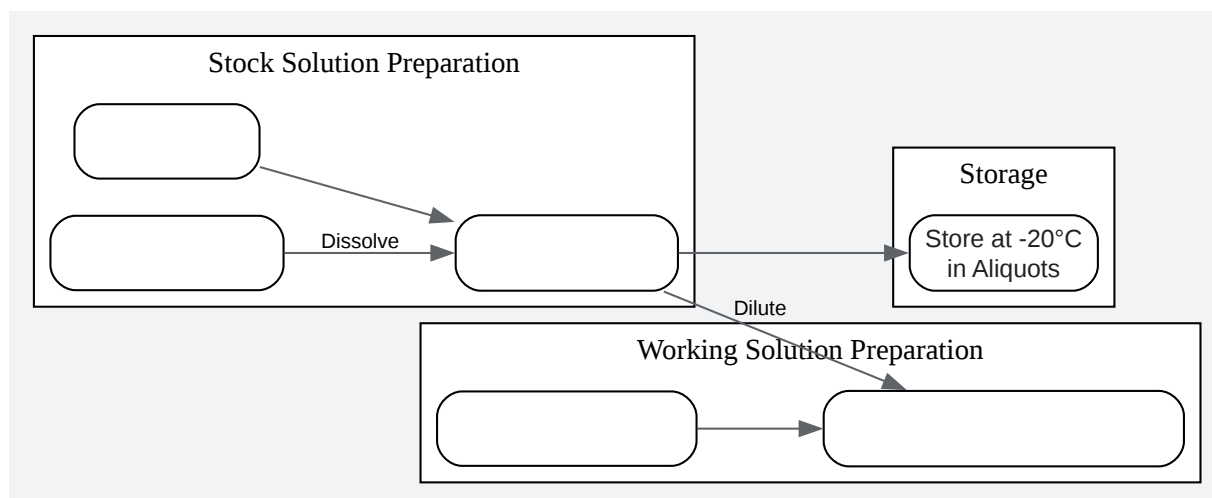 Stock Solution Preparation
Storage
Dissolve
Store at -20°C
in Aliquots
Dilute
Working Solution Preparation